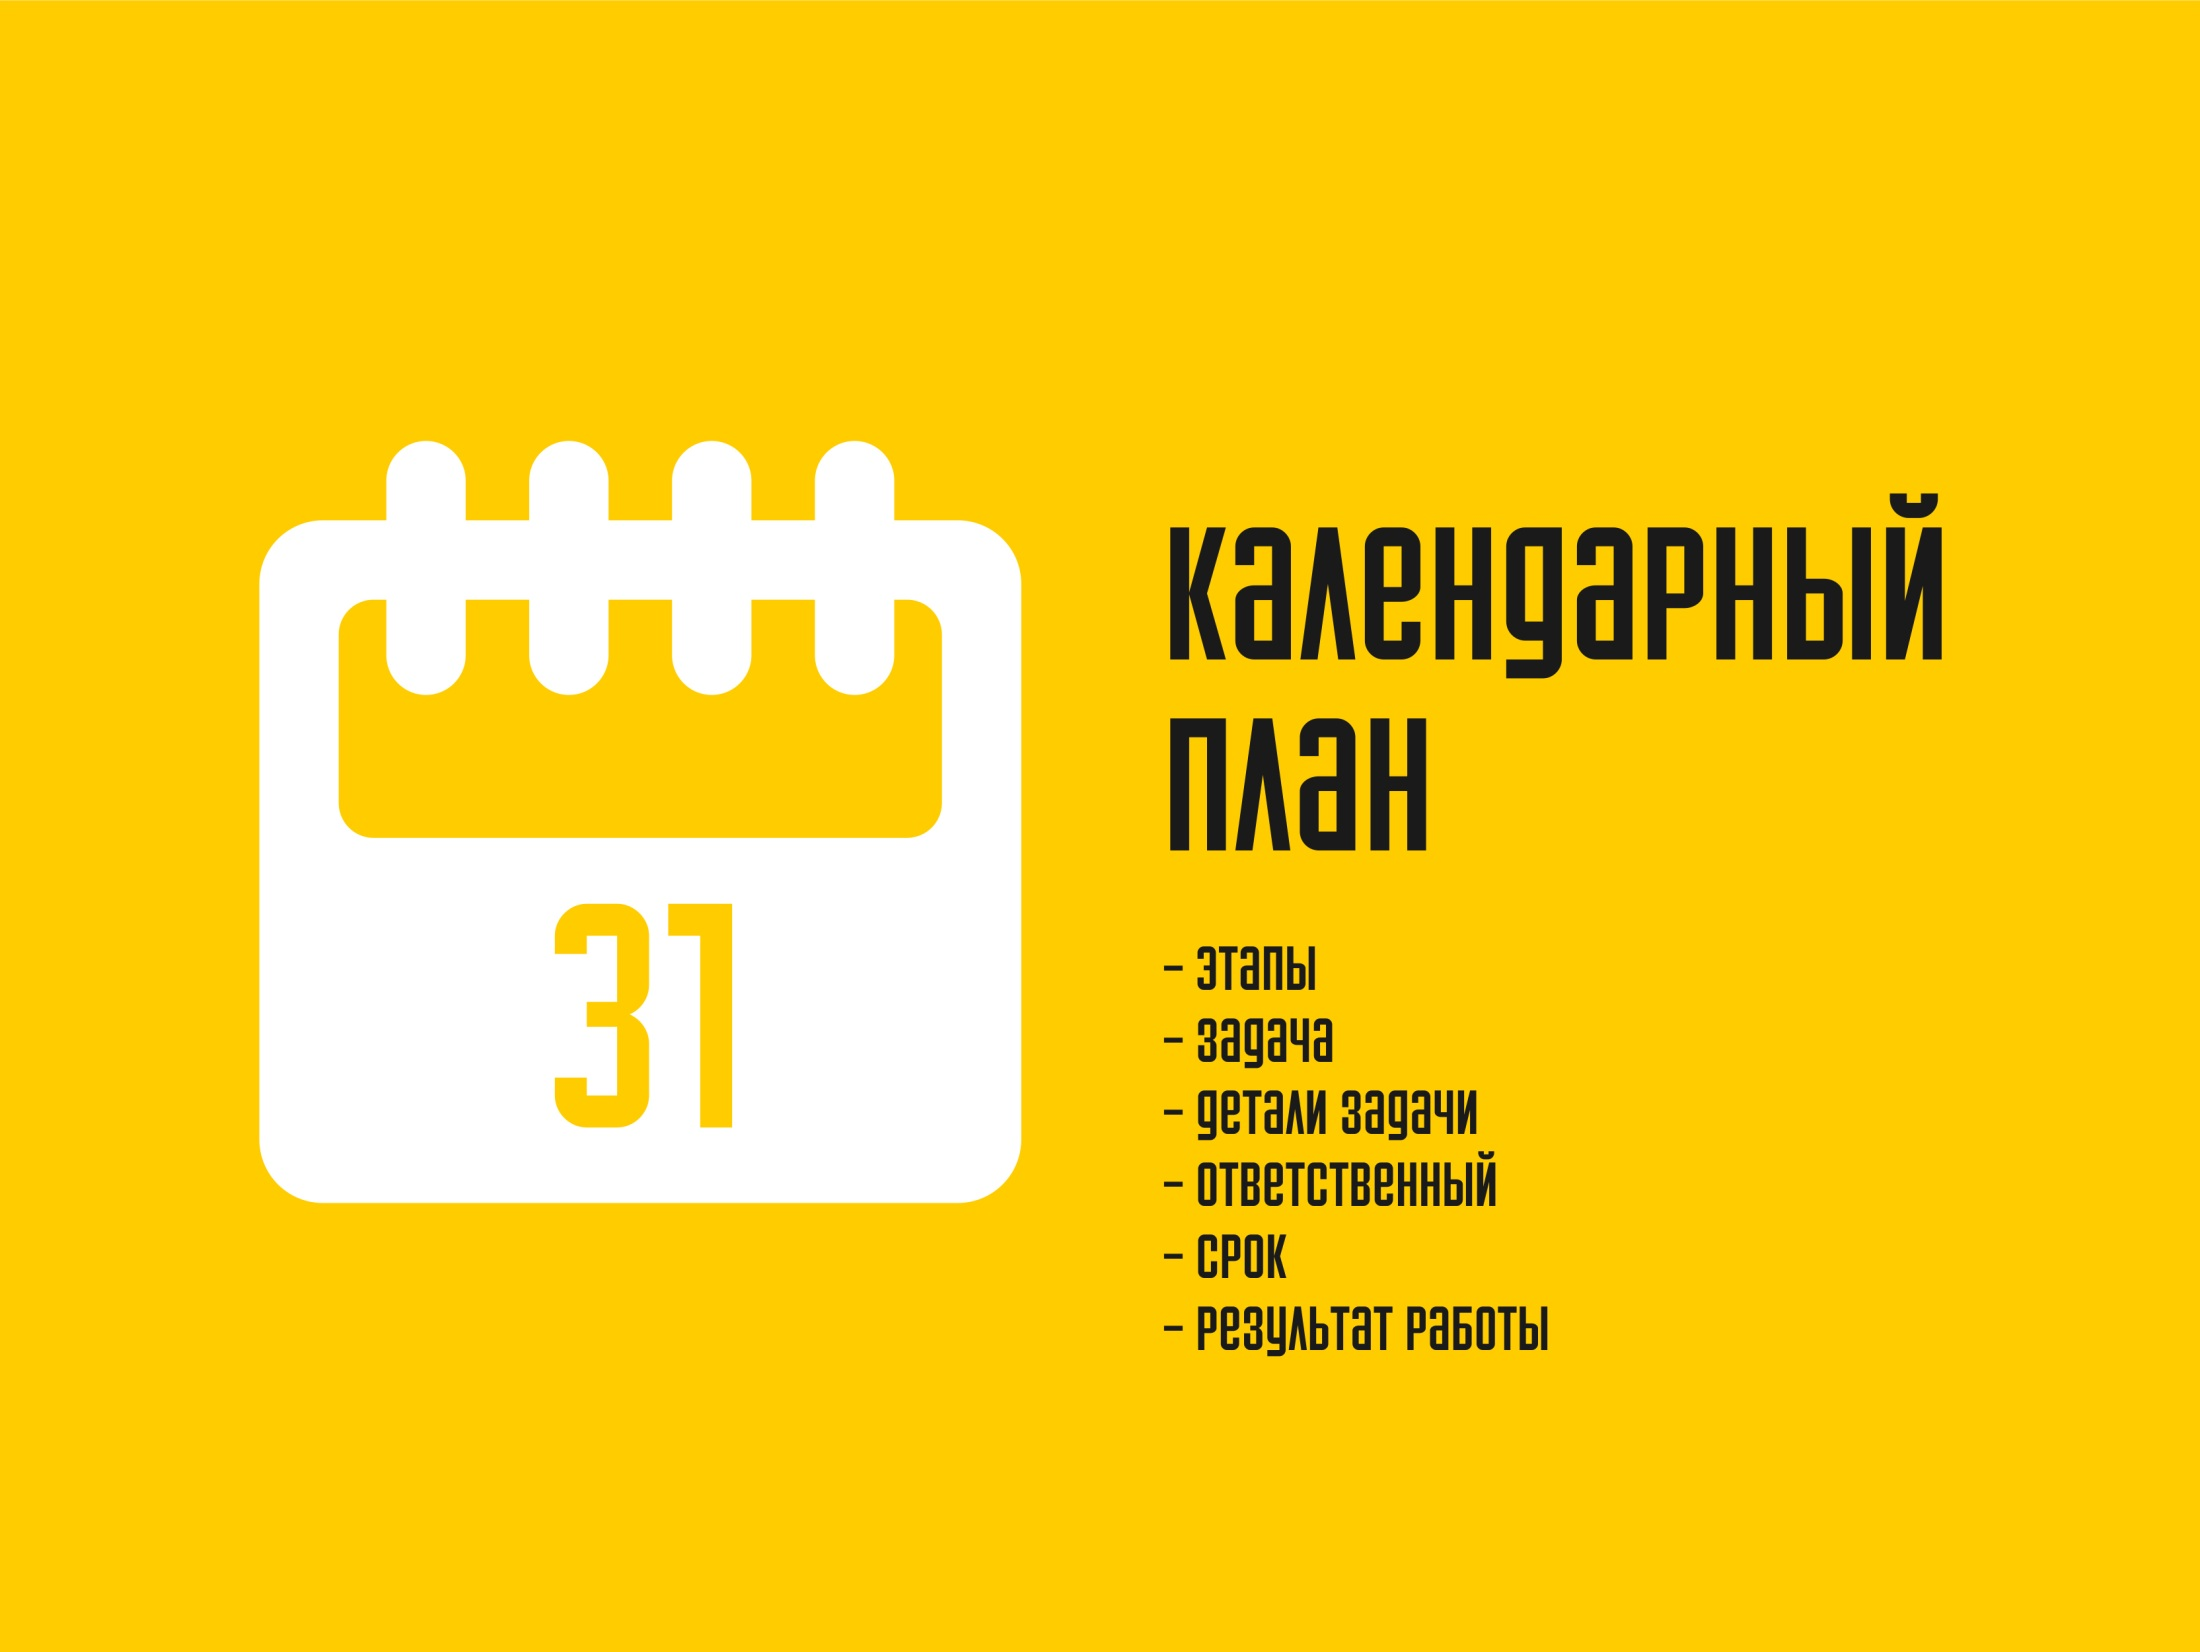 31
календарный
план
– этапы
– задача
– детали задачи
– ответственный
– срок
– результат работы